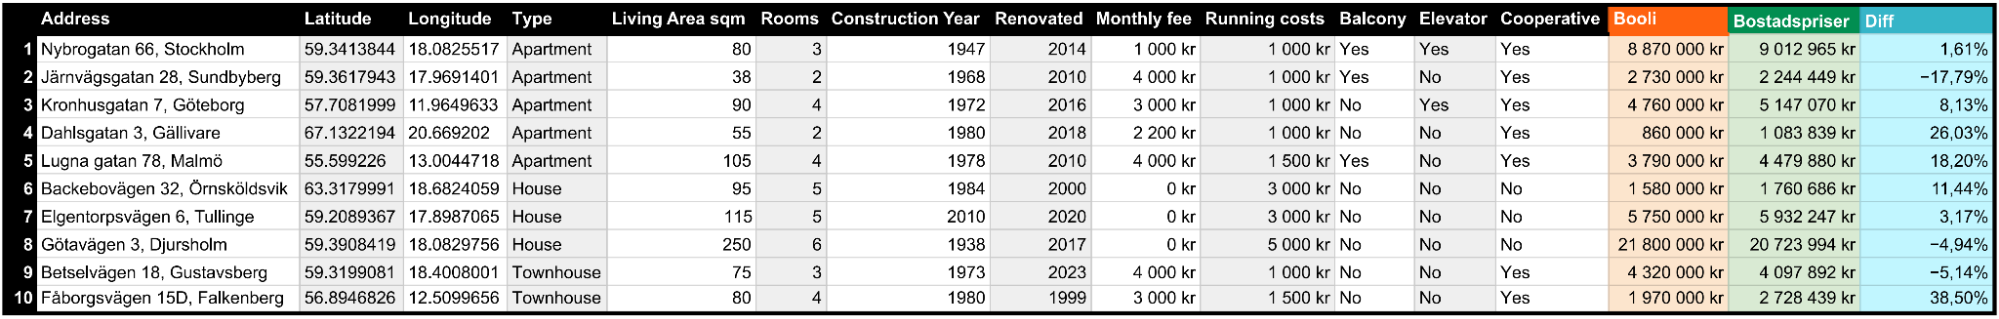 Address Latitude Longitude Type Living Area sqm Rooms Construction Year Renovated Monthly fee Running costs Balcony Elevator Cooperative Booli Bostadspriser Diff
1 Nybrogatan 66, Stockholm 59.3413844 18.0825517 Apartment 80 3 1947 2014 1 000 kr 1 000 kr Yes Yes Yes 8 870 000 kr 9 012 965 kr 1,61%
2 Järnvägsgatan 28, Sundbyberg 59.3617943 17.9691401 Apartment 38 2 1968 2010 4 000 kr 1 000 kr Yes No Yes 2 730 000 kr 2 244 449 kr −17,79%
3 Kronhusgatan 7, Göteborg 57.7081999 11.9649633 Apartment 90 4 1972 2016 3 000 kr 1 000 kr No Yes Yes 4 760 000 kr 5 147 070 kr 8,13%
4 Dahlsgatan 3, Gällivare 67.1322194 20.669202 Apartment 55 2 1980 2018 2 200 kr 1 000 kr No No Yes 860 000 kr 1 083 839 kr 26,03%
5 Lugna gatan 78, Malmö 55.599226 13.0044718 Apartment 105 4 1978 2010 4 000 kr 1 500 kr Yes No Yes 3 790 000 kr 4 479 880 kr 18,20%
6 Backebovägen 32, Örnsköldsvik 63.3179991 18.6824059 House 95 5 1984 2000 0 kr 3 000 kr No No No 1 580 000 kr 1 760 686 kr 11,44%
7 Elgentorpsvägen 6, Tullinge 59.2089367 17.8987065 House 115 5 2010 2020 0 kr 3 000 kr No No No 5 750 000 kr 5 932 247 kr 3,17%
8 Götavägen 3, Djursholm 59.3908419 18.0829756 House 250 6 1938 2017 0 kr 5 000 kr No No No 21 800 000 kr 20 723 994 kr −4,94%
9 Betselvägen 18, Gustavsberg 59.3199081 18.4008001 Townhouse 75 3 1973 2023 4 000 kr 1 000 kr No No Yes 4 320 000 kr 4 097 892 kr −5,14%
10 Fåborgsvägen 15D, Falkenberg 56.8946826 12.5099656 Townhouse 80 4 1980 1999 3 000 kr 1 500 kr No No Yes 1 970 000 kr 2 728 439 kr 38,50%